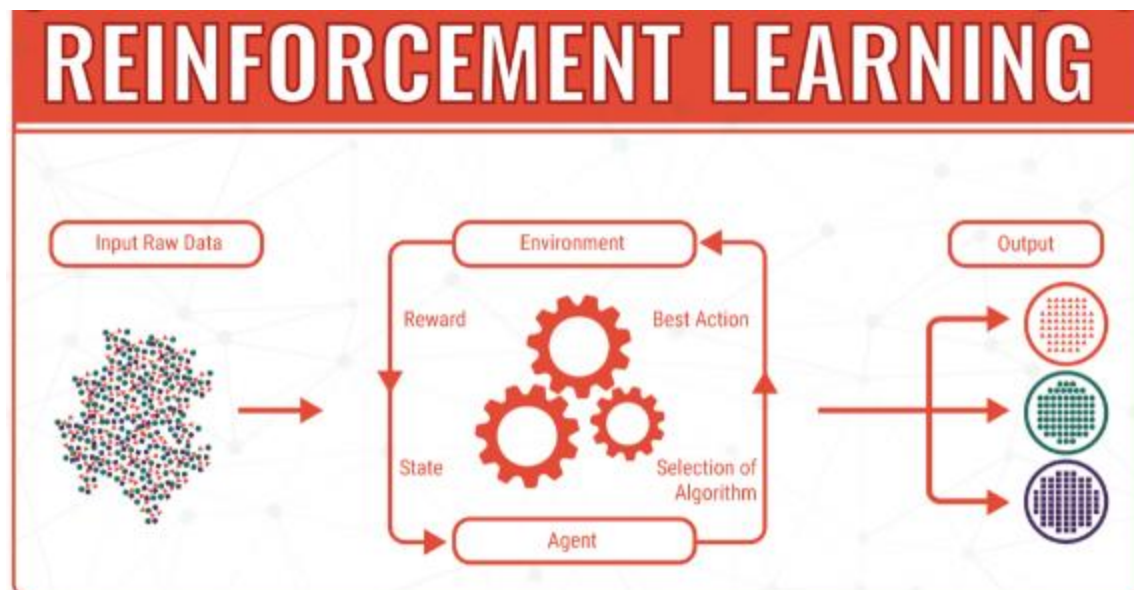 REINFORCEMENT LEARNING
Input Raw Data
Environment
Output
Reward
Best Action
State
Selection of
Algorithm
Agent